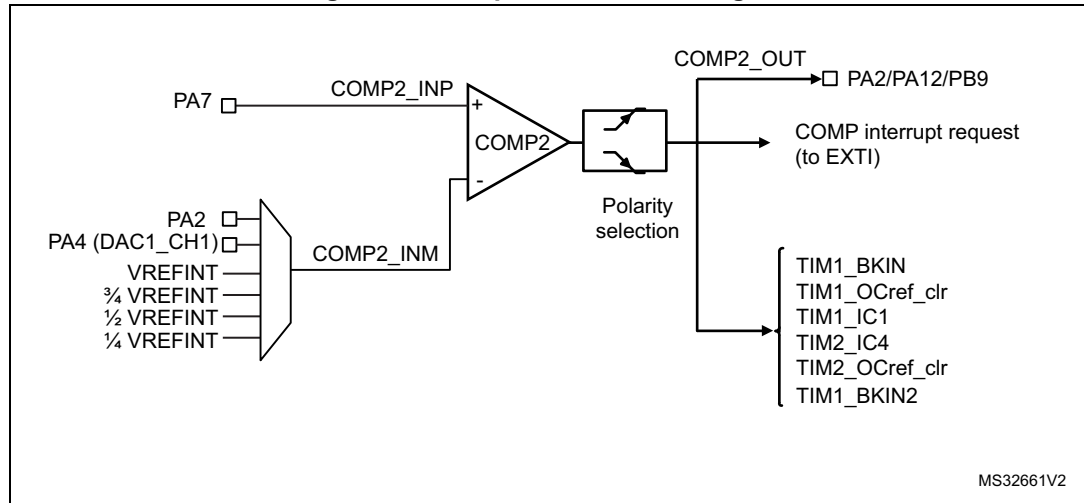 COMP2_OUT
PA2/PA12/PB9
PA7
COMP2_INP
+
COMP2
-
COMP interrupt request
(to EXTI)
Polarity
selection
PA2
PA4 (DAC1_CH1)
VREFINT
¾ VREFINT
½ VREFINT
¼ VREFINT
COMP2_INM
TIM1_BKIN
TIM1_OCref_clr
TIM1_IC1
TIM2_IC4
TIM2_OCref_clr
TIM1_BKIN2
MS32661V2